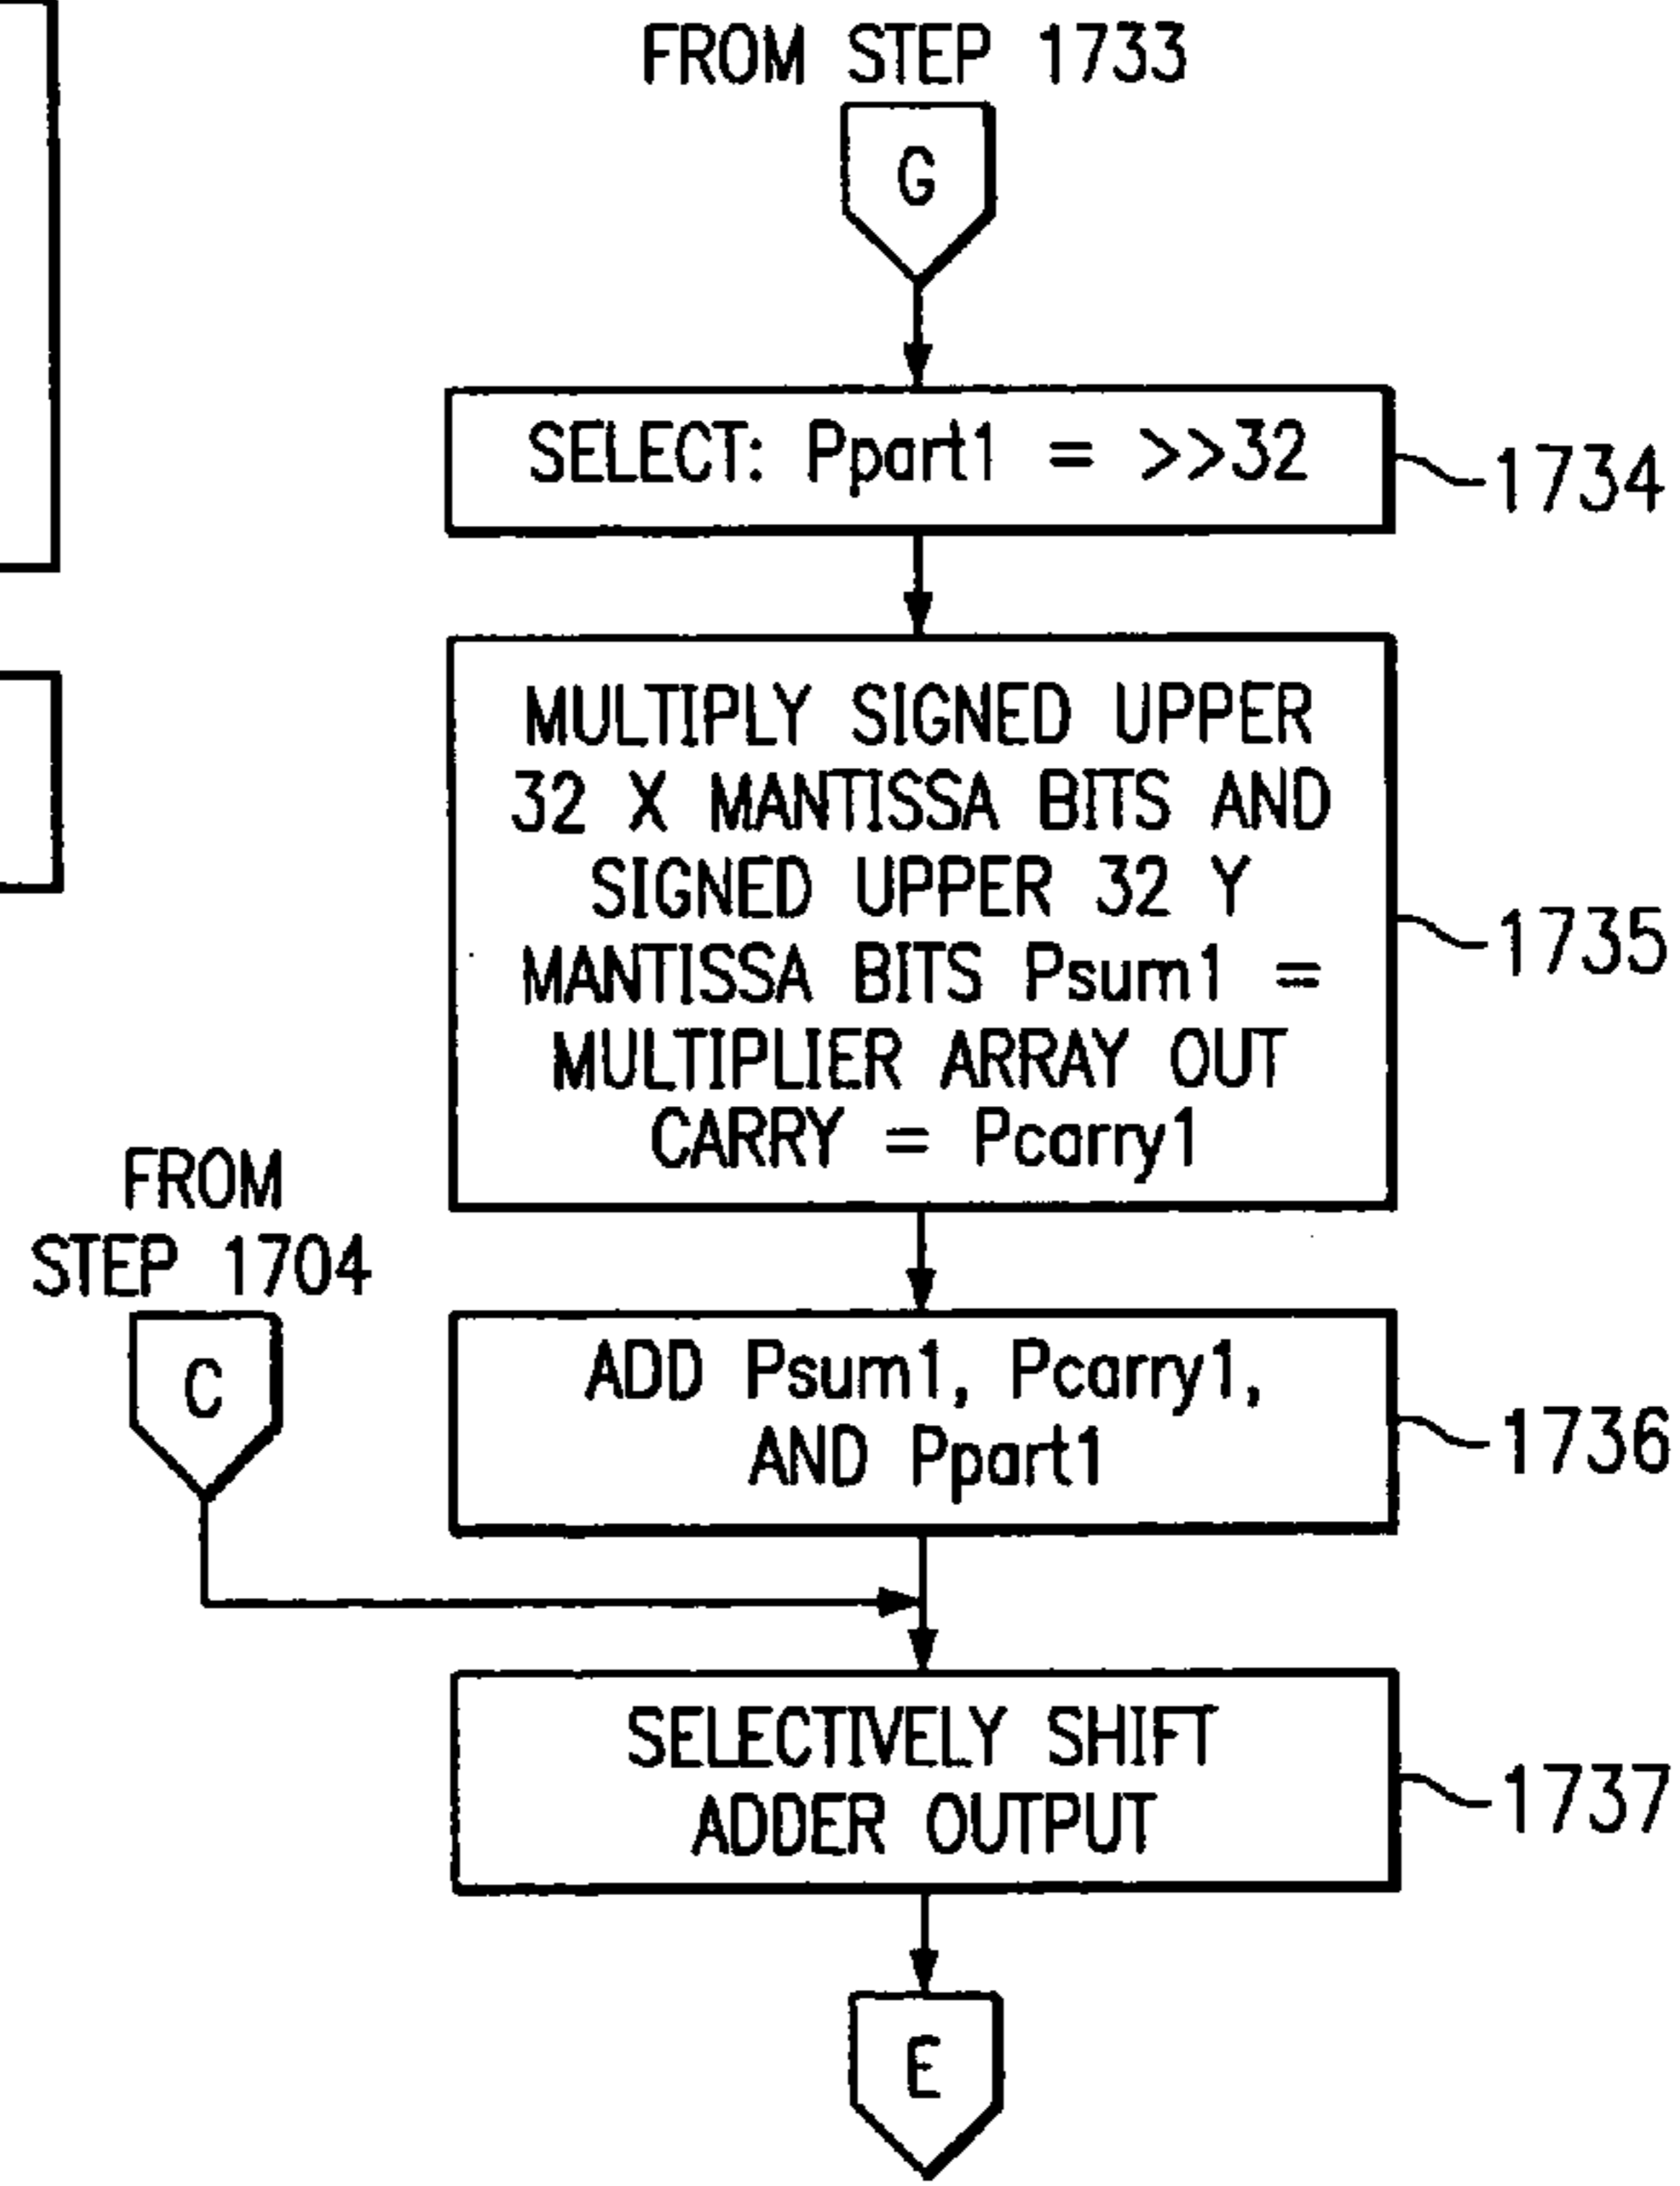 FROM STEP 1733
G
SELECT: Ppart1 = >>32
1734
MULTIPLY SIGNED UPPER
32 X MANTISSA BITS AND
SIGNED UPPER 32 Y
MANTISSA BITS Psum1 =
MULTIPLIER ARRAY OUT
CARRY = Pcarry1
1735
FROM
STEP 1704
C
ADD Psum1, Pcarry1,
AND Ppart1
1736
SELECTIVELY SHIFT
ADDER OUTPUT
1737
E